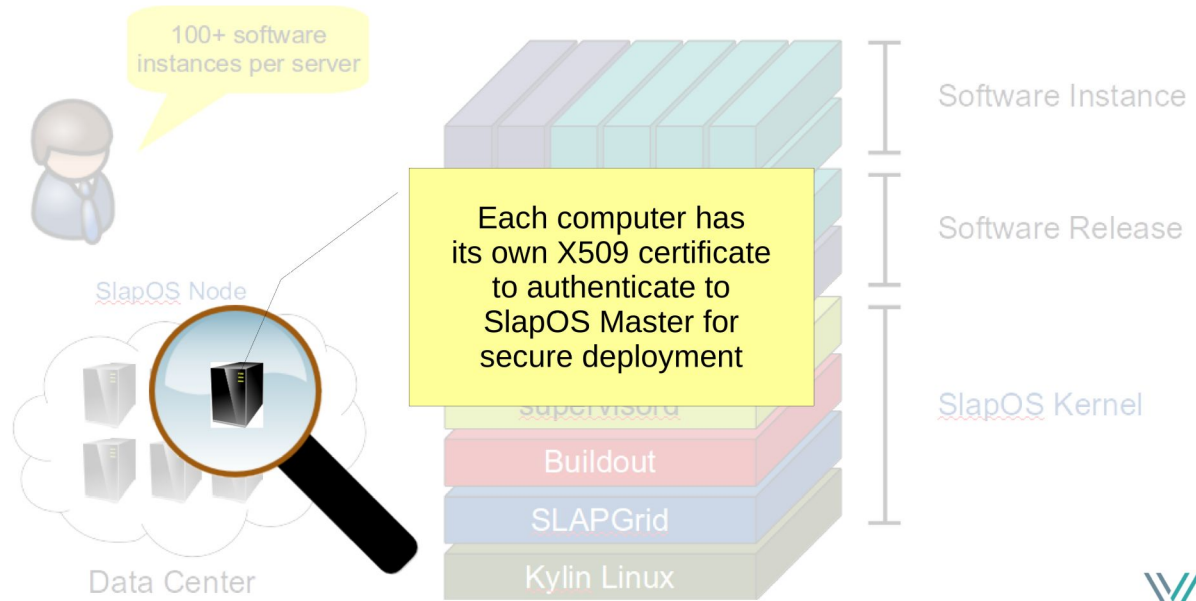 100+ software
instances per server
Software Instance
Each computer has
its own X509 certificate
to authenticate to
SlapOS Master for
secure deployment
Software Release
SlapOS Node
supervisord
SlapOS Kernel
Buildout
SLAPGrid
Kylin Linux
Data Center